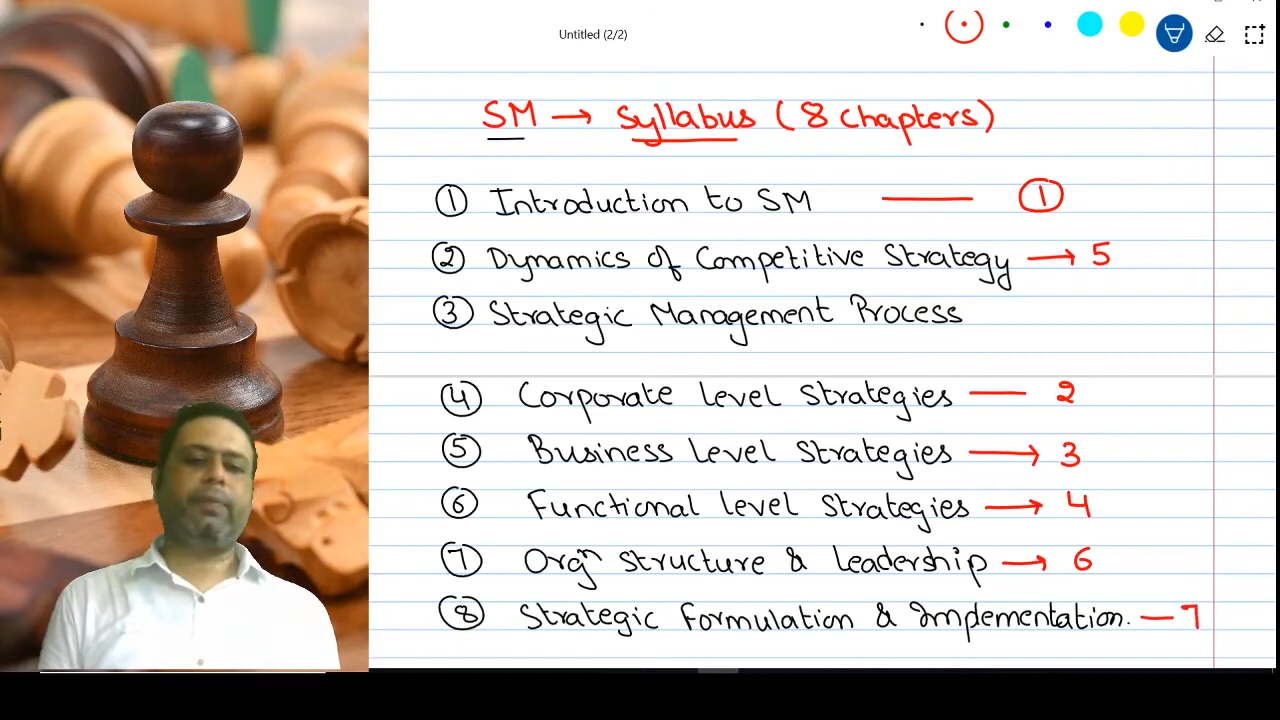 Untitled (2/2)
SM → Syllabus (8 chapters)
① Introduction to SM — ①
② Dynamics of Competitive Strategy → 5
③ Strategic Management Process
④ Corporate level Strategies — 2
⑤ Business Level Strategies → 3
⑥ Functional level Strategies → 4
⑦ Orgⁿ structure & leadership → 6
⑧ Strategic Formulation & Implementation. — 7